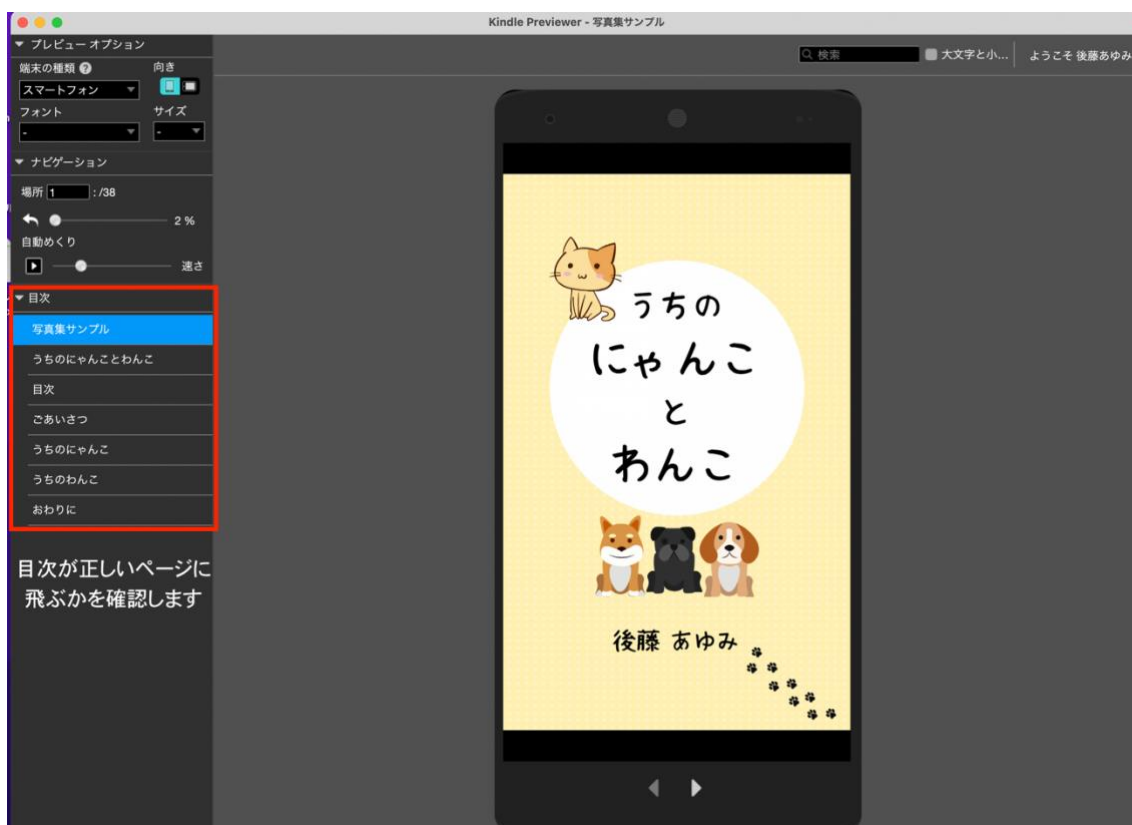 Kindle Previewer - 写真集サンプル
プレビューオプション
端末の種類 ? 向き
スマートフォン
フォント サイズ
- -
ナビゲーション
場所 1 : /38
2 %
自動めくり
速さ
目次
写真集サンプル
うちのにゃんことわんこ
目次
ごあいさつ
うちのにゃんこ
うちのわんこ
おわりに
目次が正しいページに
飛ぶかを確認します
検索 大文字と小... ようこそ 後藤あゆみ
うちの
にゃんこ
と
わんこ
後藤 あゆみ